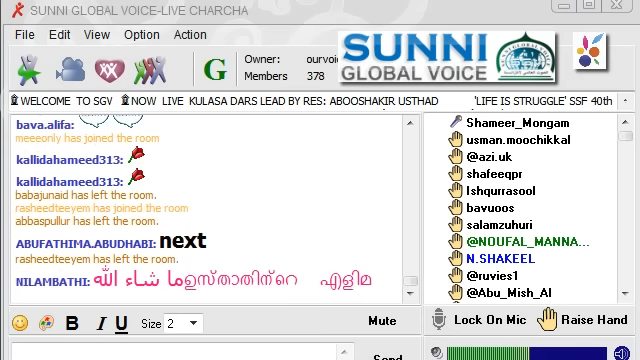 SUNNI GLOBAL VOICE-LIVE CHARCHA
File Edit View Option Action
G
Owner: ourvoi
Members 378
SUNNI
GLOBAL VOICE
WELCOME TO SGV NOW LIVE KULASA DARS LEAD BY RES: ABOOSHAKIR USTHAD 'LIFE IS STRUGGLE' SSF 40th
bava.alifa:
meeeonly has joined the room
kallidahameed313:
kallidahameed313:
babajunaid has left the room.
rasheedteeyem has joined the room
abbaspullur has left the room.
ABUFATHIMA.ABUDHABI: next
rasheedteeyem has left the room.
NILAMBATHI: ما شاء الله ഉസ്താതിന്റെ എളിമ
Shameer_Mongam
usman.moochikkal
@azi.uk
shafeeqpr
Ishqurrasool
bavuoos
salamzuhuri
@NOUFAL_MANNA...
N.SHAKEEL
@ruvies1
@Abu_Mish_Al
B I U Size 2 Mute
Lock On Mic Raise Hand
Send